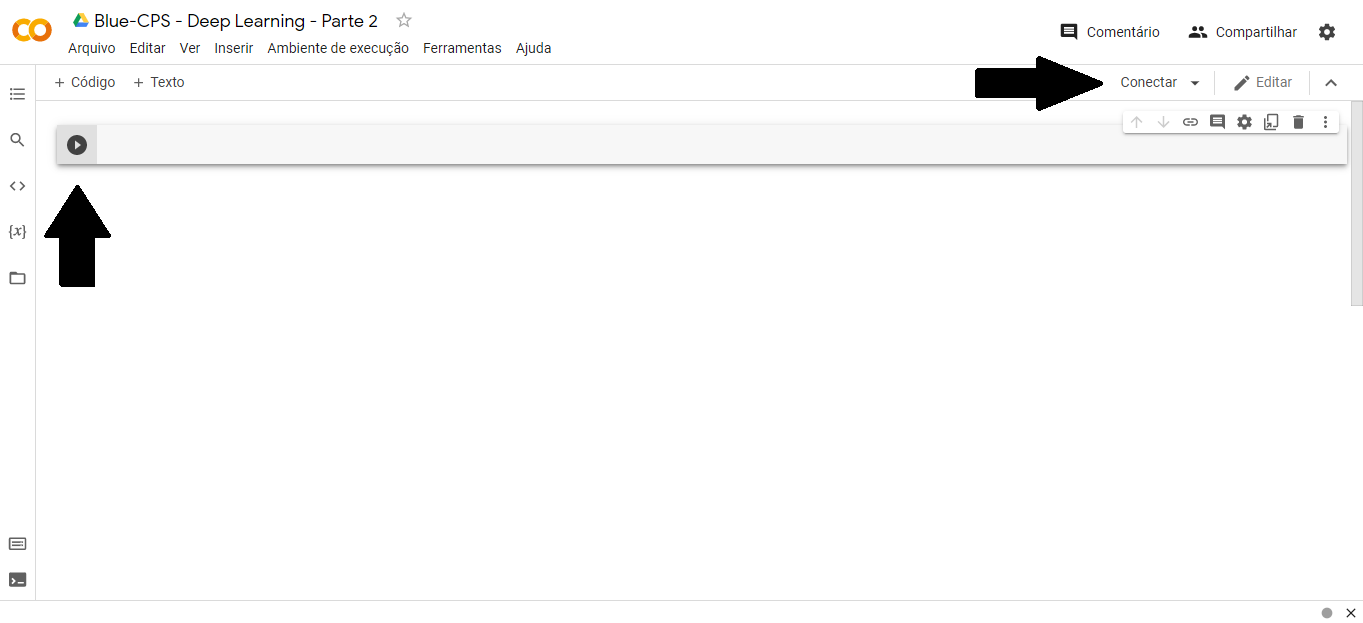 Blue-CPS - Deep Learning - Parte 2
Comentário Compartilhar
Arquivo Editar Ver Inserir Ambiente de execução Ferramentas Ajuda
+ Código + Texto Conectar Editar
{x}